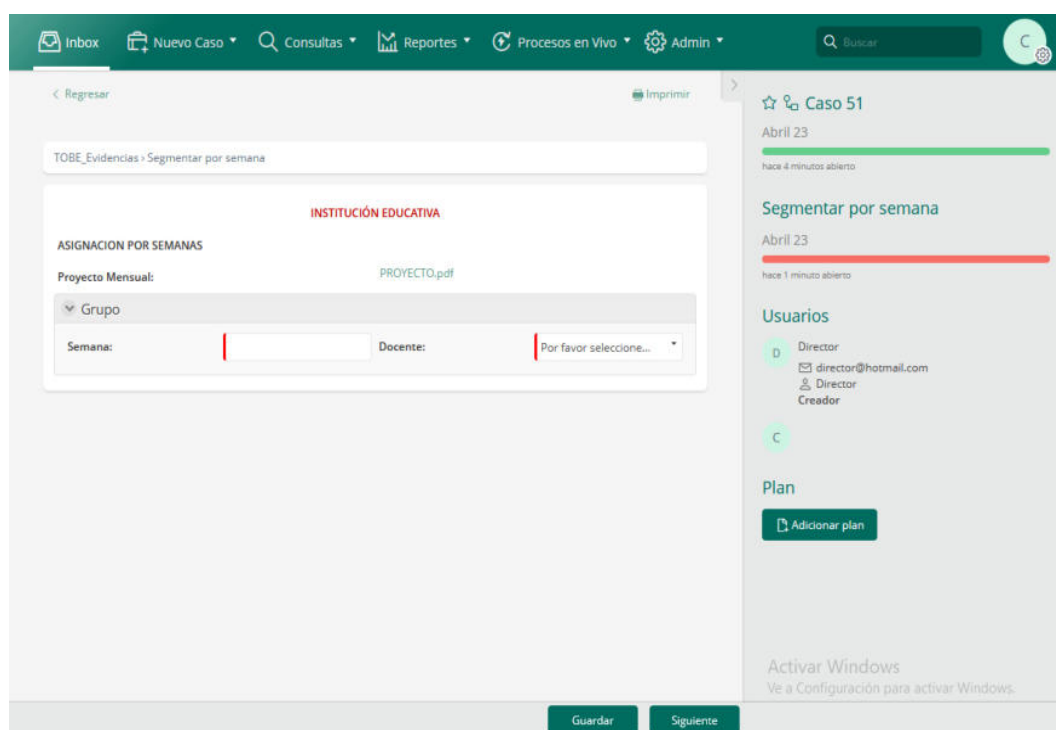 Inbox Nuevo Caso Consultas Reportes Procesos en Vivo Admin Buscar C
Regresar Imprimir
TOBE_Evidencias › Segmentar por semana
INSTITUCIÓN EDUCATIVA
ASIGNACION POR SEMANAS
Proyecto Mensual: PROYECTO.pdf
Grupo
Semana: Docente: Por favor seleccione...
Caso 51
Abril 23
hace 4 minutos abierto
Segmentar por semana
Abril 23
hace 1 minuto abierto
Usuarios
D Director
director@hotmail.com
Director
Creador
C
Plan
Adicionar plan
Activar Windows
Ve a Configuración para activar Windows.
Guardar Siguiente